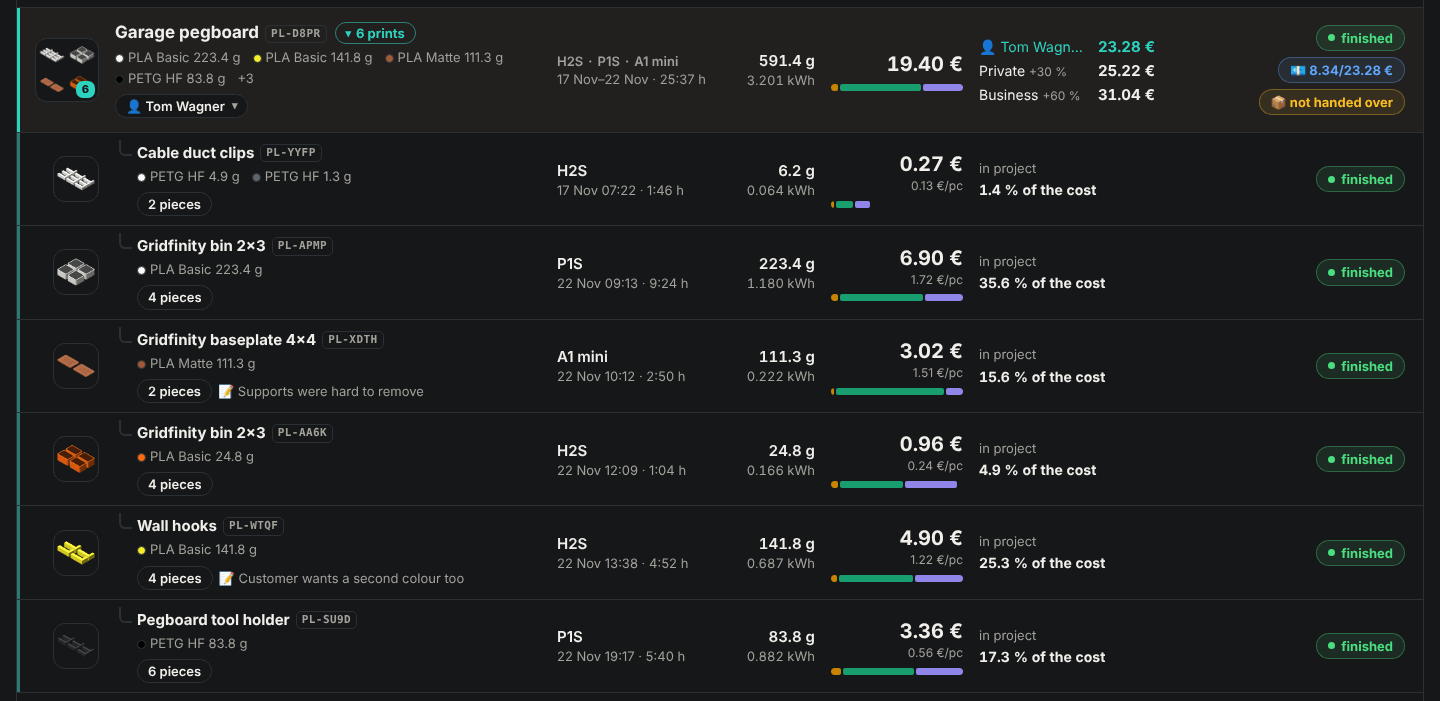 Garage pegboard PL-D8PR ▾ 6 prints
PLA Basic 223.4 g PLA Basic 141.8 g PLA Matte 111.3 g
PETG HF 83.8 g +3
6
👤 Tom Wagner ▾
H2S · P1S · A1 mini
17 Nov–22 Nov · 25:37 h
591.4 g
3.201 kWh
19.40 €
👤 Tom Wagn... 23.28 €
Private +30 % 25.22 €
Business +60 % 31.04 €
finished
💶 8.34/23.28 €
📦 not handed over
Cable duct clips PL-YYFP
PETG HF 4.9 g PETG HF 1.3 g
2 pieces
H2S
17 Nov 07:22 · 1:46 h
6.2 g
0.064 kWh
0.27 €
0.13 €/pc
in project
1.4 % of the cost
finished
Gridfinity bin 2×3 PL-APMP
PLA Basic 223.4 g
4 pieces
P1S
22 Nov 09:13 · 9:24 h
223.4 g
1.180 kWh
6.90 €
1.72 €/pc
in project
35.6 % of the cost
finished
Gridfinity baseplate 4×4 PL-XDTH
PLA Matte 111.3 g
2 pieces 📝 Supports were hard to remove
A1 mini
22 Nov 10:12 · 2:50 h
111.3 g
0.222 kWh
3.02 €
1.51 €/pc
in project
15.6 % of the cost
finished
Gridfinity bin 2×3 PL-AA6K
PLA Basic 24.8 g
4 pieces
H2S
22 Nov 12:09 · 1:04 h
24.8 g
0.166 kWh
0.96 €
0.24 €/pc
in project
4.9 % of the cost
finished
Wall hooks PL-WTQF
PLA Basic 141.8 g
4 pieces 📝 Customer wants a second colour too
H2S
22 Nov 13:38 · 4:52 h
141.8 g
0.687 kWh
4.90 €
1.22 €/pc
in project
25.3 % of the cost
finished
Pegboard tool holder PL-SU9D
PETG HF 83.8 g
6 pieces
P1S
22 Nov 19:17 · 5:40 h
83.8 g
0.882 kWh
3.36 €
0.56 €/pc
in project
17.3 % of the cost
finished